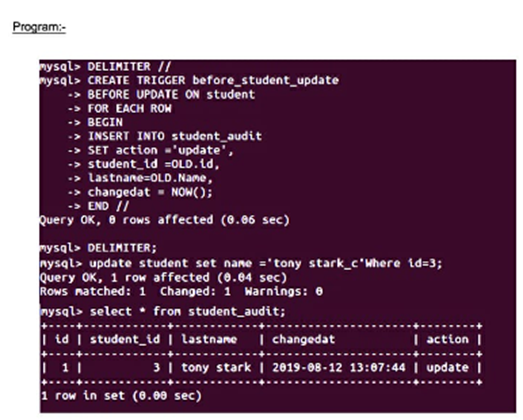 Program:-
mysql> DELIMITER //
mysql> CREATE TRIGGER before_student_update
-> BEFORE UPDATE ON student
-> FOR EACH ROW
-> BEGIN
-> INSERT INTO student_audit
-> SET action ='update',
-> student_id =OLD.id,
-> lastname=OLD.Name,
-> changedat = NOW();
-> END //
Query OK, 0 rows affected (0.06 sec)
mysql> DELIMITER;
mysql> update student set name ='tony stark_c'Where id=3;
Query OK, 1 row affected (0.04 sec)
Rows matched: 1  Changed: 1  Warnings: 0
mysql> select * from student_audit;
+----+------------+------------+---------------------+--------+
| id | student_id | lastname   | changedat           | action |
+----+------------+------------+---------------------+--------+
|  1 |          3 | tony stark | 2019-08-12 13:07:44 | update |
+----+------------+------------+---------------------+--------+
1 row in set (0.00 sec)